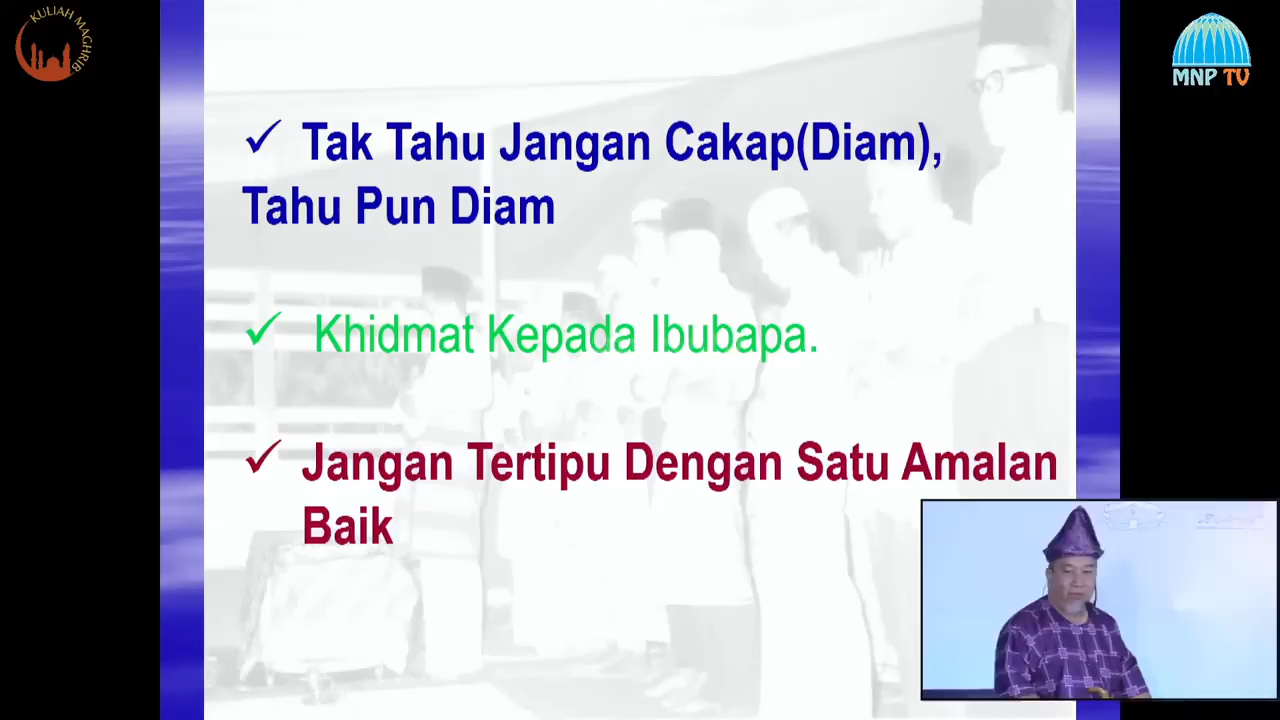 KULIAH MAGHRIB
MNP TV
✓ Tak Tahu Jangan Cakap(Diam),
Tahu Pun Diam
✓ Khidmat Kepada Ibubapa.
✓ Jangan Tertipu Dengan Satu Amalan
Baik